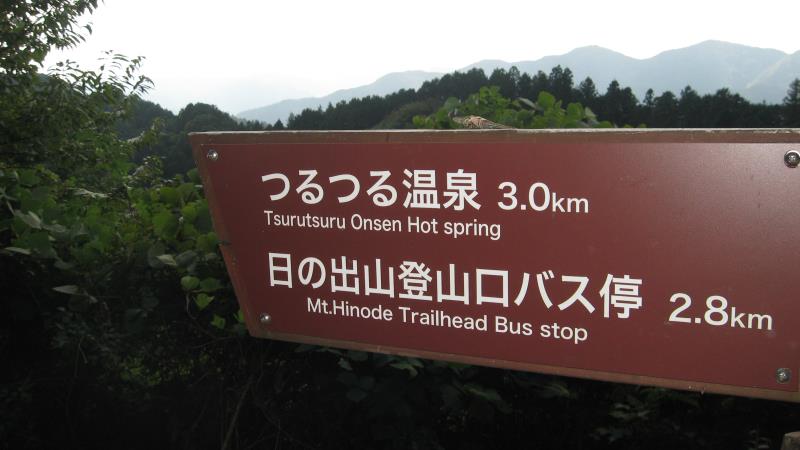 つるつる温泉 3.0km
Tsurutsuru Onsen Hot spring
日の出山登山口バス停 2.8km
Mt.Hinode Trailhead Bus stop